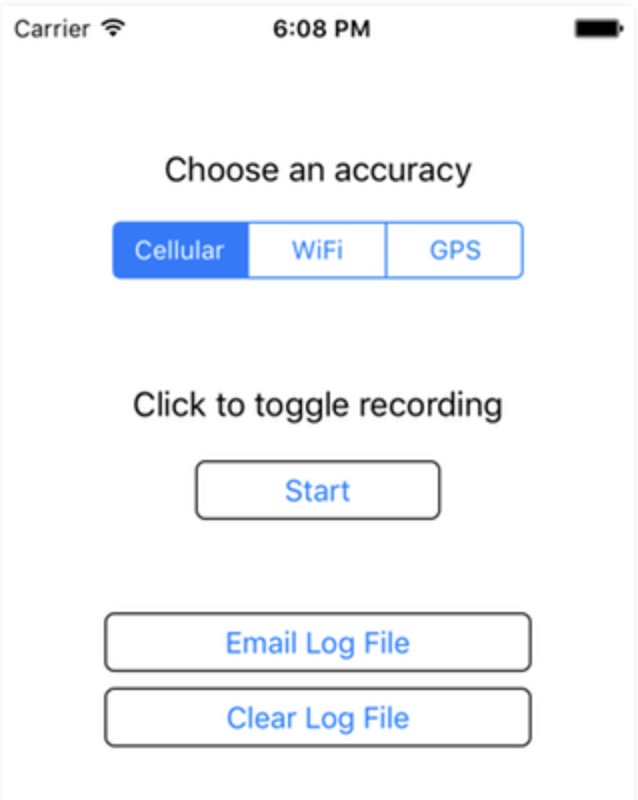 Carrier 6:08 PM
Choose an accuracy
Cellular WiFi GPS
Click to toggle recording
Start
Email Log File
Clear Log File